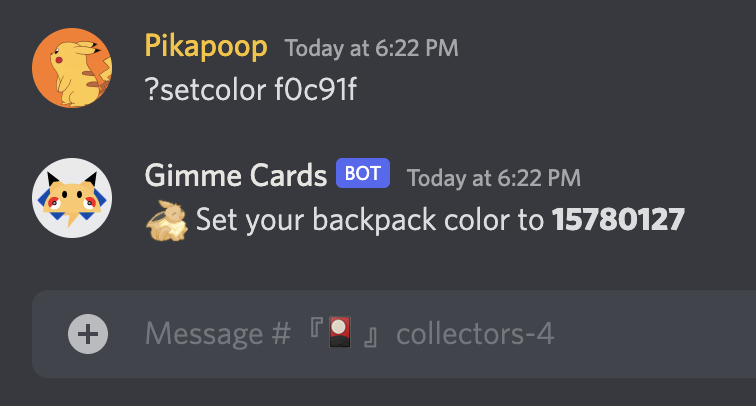 Pikapoop Today at 6:22 PM
?setcolor f0c91f
Gimme Cards BOT Today at 6:22 PM
Set your backpack color to 15780127
Message # 『🎴』 collectors-4